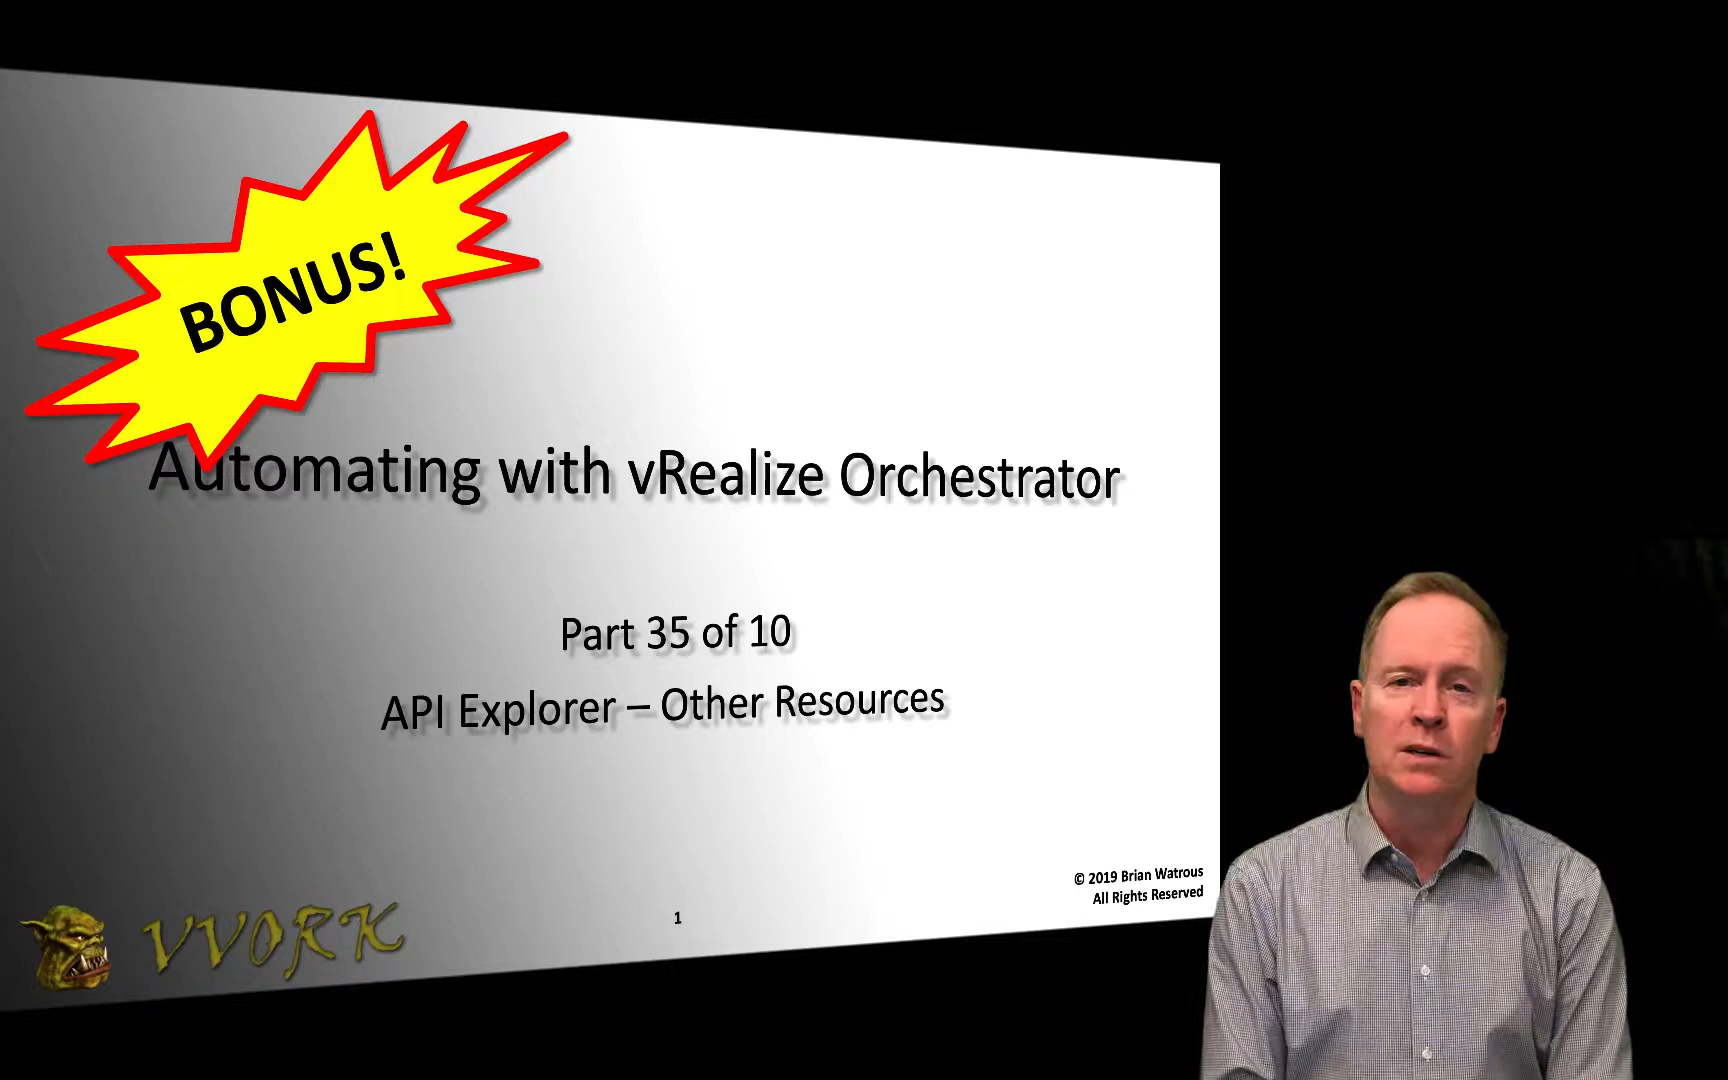 BONUS!
Automating with vRealize Orchestrator
Part 35 of 10
API Explorer – Other Resources
© 2019 Brian Watrous
All Rights Reserved
1
VVORK